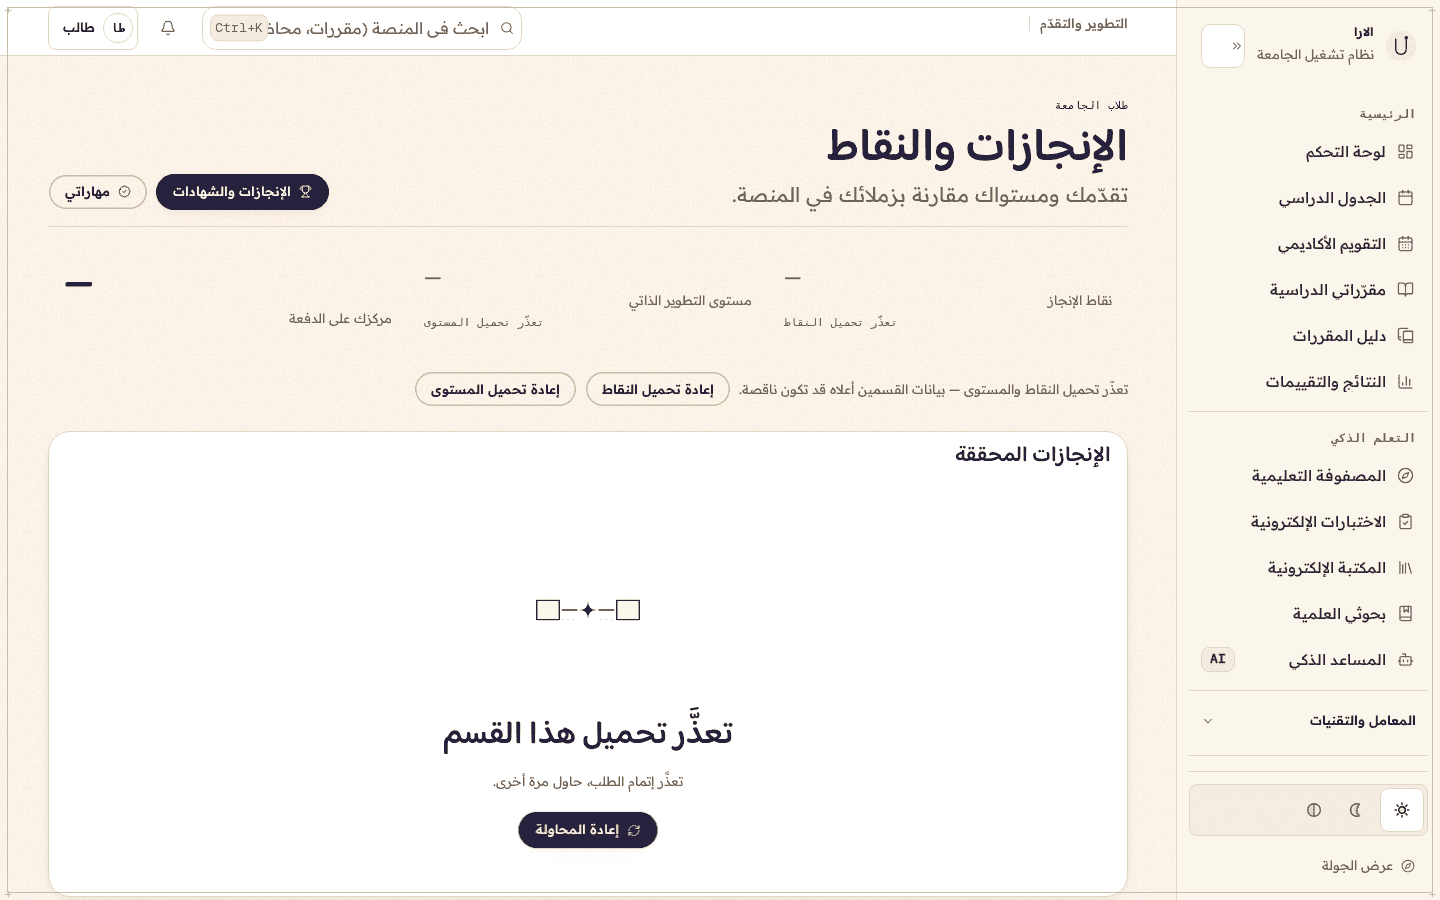 الارا
نظام تشغيل الجامعة
»
الرئيسية
لوحة التحكم
الجدول الدراسي
التقويم الأكاديمي
مقرّراتي الدراسية
دليل المقررات
النتائج والتقييمات
التعلم الذكي
المصفوفة التعليمية
الاختبارات الإلكترونية
المكتبة الإلكترونية
بحوثي العلمية
المساعد الذكي
AI
المعامل والتقنيات
عرض الجولة
التطوير والتقدّم
ابحث في المنصة (مقررات، محاض
Ctrl+K
طا
طالب
طلاب الجامعة
الإنجازات والنقاط
تقدّمك ومستواك مقارنة بزملائك في المنصة.
الإنجازات والشهادات
مهاراتي
نقاط الإنجاز
—
تعذّر تحميل النقاط
مستوى التطوير الذاتي
—
تعذّر تحميل المستوى
مركزك على الدفعة
—
تعذّر تحميل النقاط والمستوى — بيانات القسمين أعلاه قد تكون ناقصة.
إعادة تحميل النقاط
إعادة تحميل المستوى
الإنجازات المحققة
تعذَّر تحميل هذا القسم
تعذَّر إتمام الطلب، حاول مرة أخرى.
إعادة المحاولة